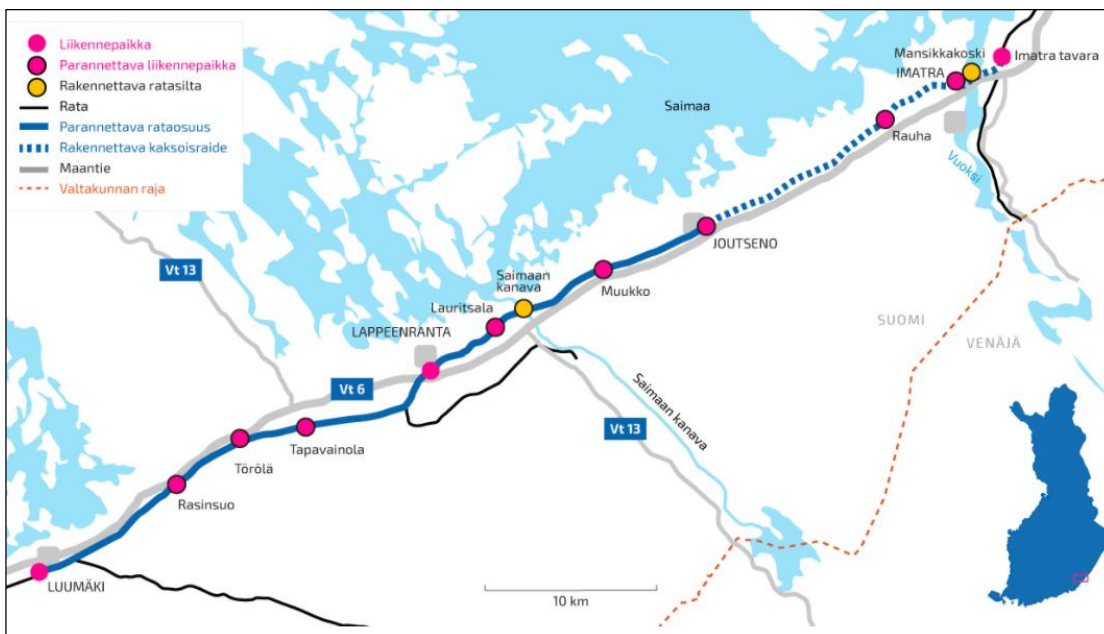 Liikennepaikka
Parannettava liikennepaikka
Rakennettava ratasilta
Rata
Parannettava rataosuus
Rakennettava kaksoisraide
Maantie
Valtakunnan raja
Mansikkakoski
IMATRA
Imatra tavara
Saimaa
Rauha
Vuoksi
JOUTSENO
Vt 13
Saimaan
kanava
Muukko
Lauritsala
LAPPEENRANTA
SUOMI
VENÄJÄ
Vt 6
Saimaan kanava
Vt 13
Tapavainola
Törölä
Rasinsuo
LUUMÄKI
10 km